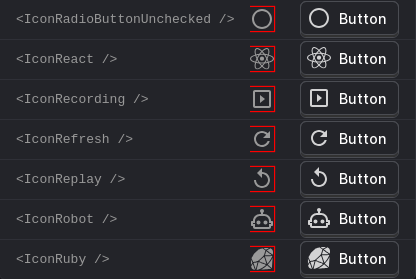 <IconRadioButtonUnchecked /> Button
<IconReact /> Button
<IconRecording /> Button
<IconRefresh /> Button
<IconReplay /> Button
<IconRobot /> Button
<IconRuby /> Button